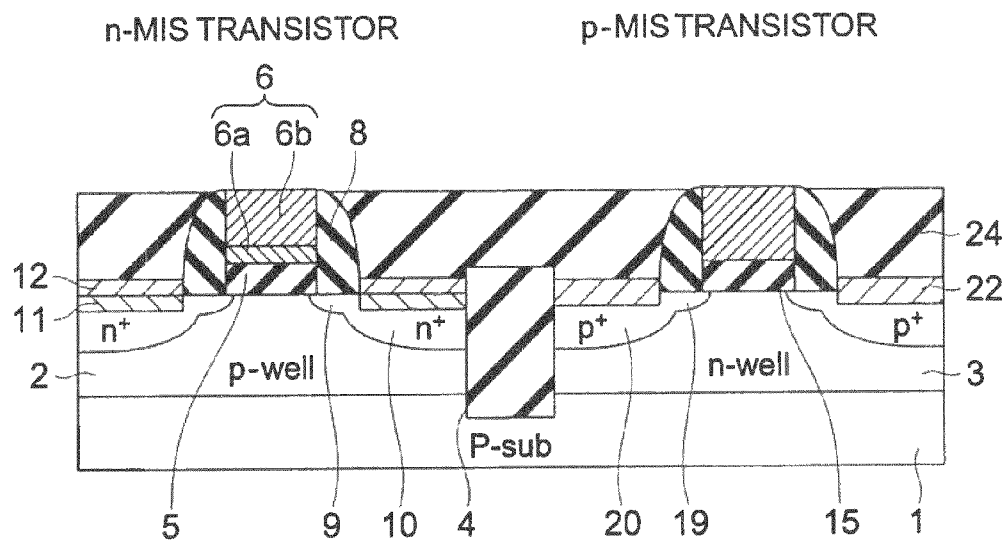 n-MIS TRANSISTOR p-MIS TRANSISTOR
6
6a 6b 8
24
12 22
11
n+ n+ p+ p+
2 p-well n-well 3
P-sub
5 9 10 4 20 19 15 1